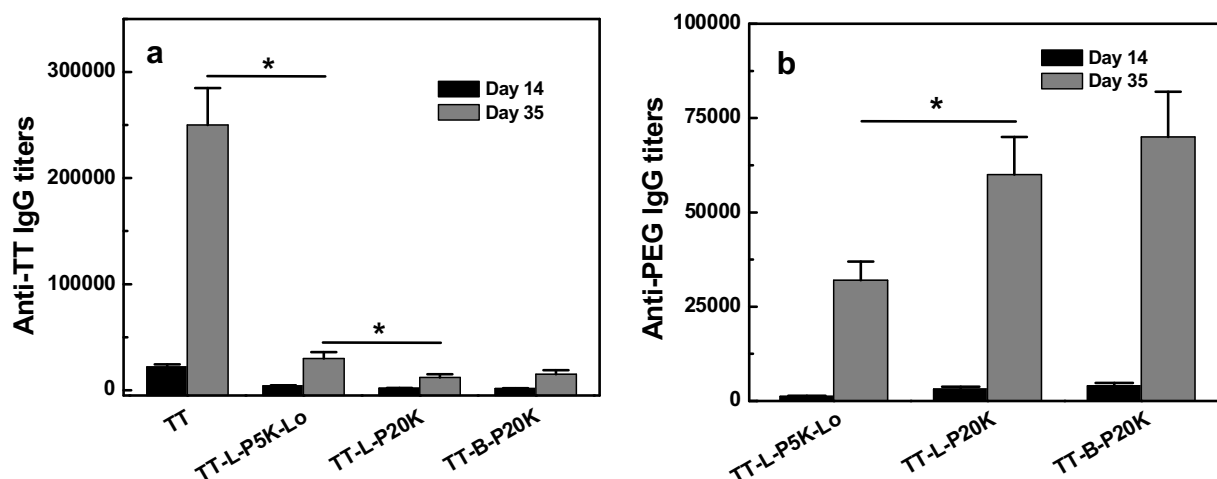 a
*
*
Day 14
Day 35
300000
200000
100000
0
Anti-TT IgG titers
TT
TT-L-P5K-Lo
TT-L-P20K
TT-B-P20K
b
*
Day 14
Day 35
100000
75000
50000
25000
0
Anti-PEG IgG titers
TT-L-P5K-Lo
TT-L-P20K
TT-B-P20K